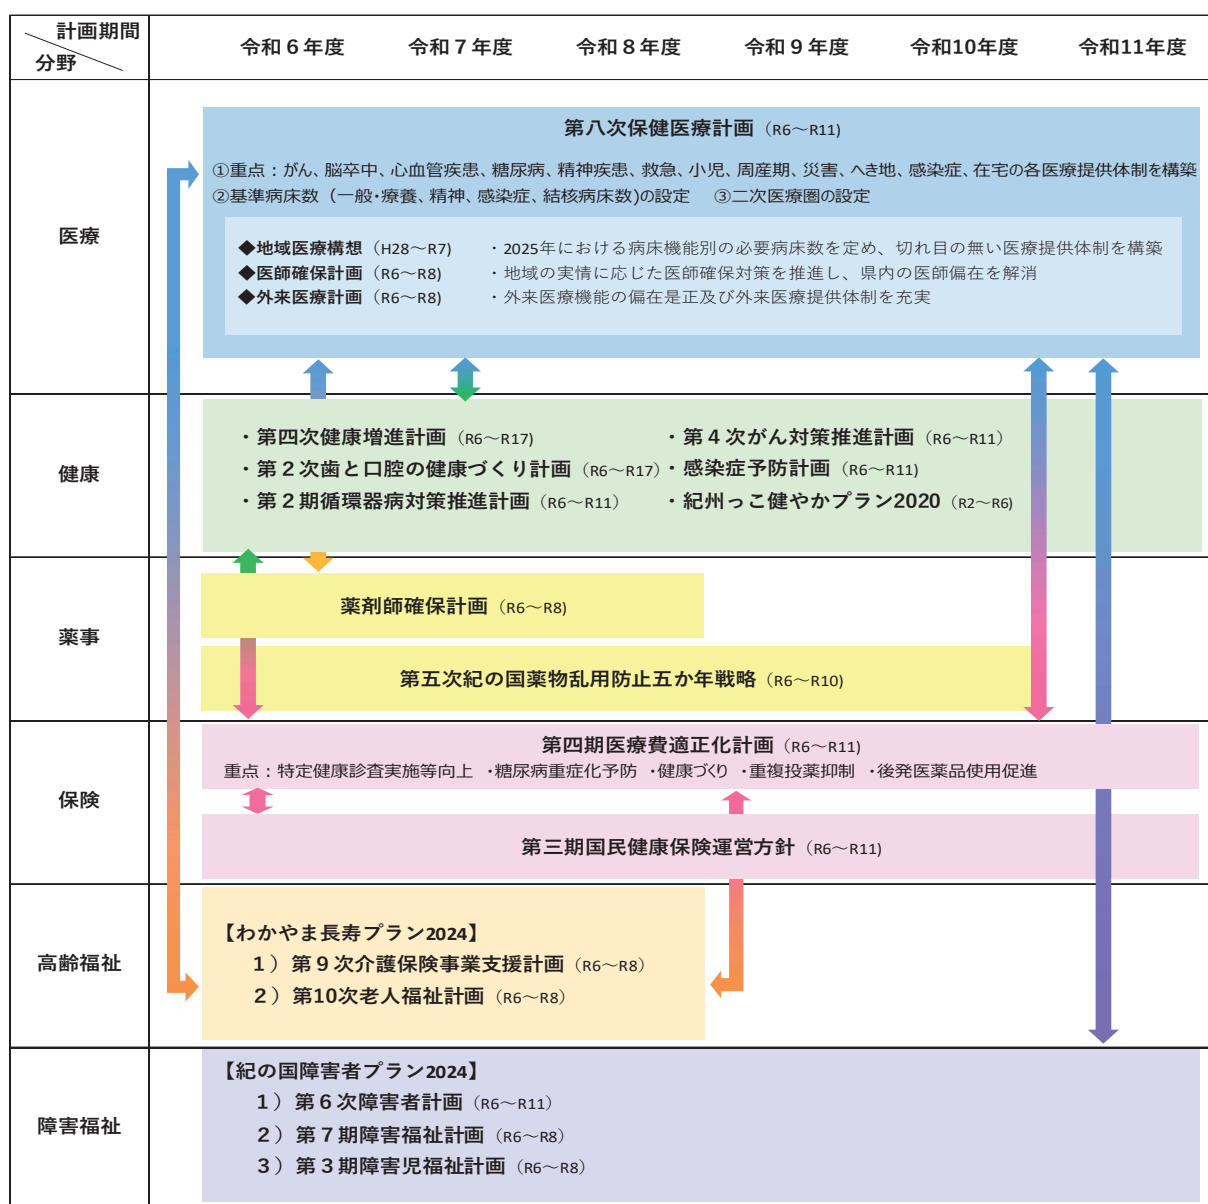 計画期間
分野
令和６年度 令和７年度 令和８年度 令和９年度 令和10年度 令和11年度
医療
第八次保健医療計画（R6～R11）
①重点：がん、脳卒中、心血管疾患、糖尿病、精神疾患、救急、小児、周産期、災害、へき地、感染症、在宅の各医療提供体制を構築
②基準病床数（一般・療養、精神、感染症、結核病床数)の設定 ③二次医療圏の設定
◆地域医療構想（H28～R7） ・2025年における病床機能別の必要病床数を定め、切れ目の無い医療提供体制を構築
◆医師確保計画（R6～R8） ・地域の実情に応じた医師確保対策を推進し、県内の医師偏在を解消
◆外来医療計画（R6～R8） ・外来医療機能の偏在是正及び外来医療提供体制を充実
健康
・第四次健康増進計画（R6～R17） ・第４次がん対策推進計画（R6～R11）
・第２次歯と口腔の健康づくり計画（R6～R17） ・感染症予防計画（R6～R11）
・第２期循環器病対策推進計画（R6～R11） ・紀州っこ健やかプラン2020（R2～R6)
薬事
薬剤師確保計画（R6～R8)
第五次紀の国薬物乱用防止五か年戦略（R6～R10)
保険
第四期医療費適正化計画（R6～R11)
重点：特定健康診査実施等向上 ・糖尿病重症化予防 ・健康づくり ・重複投薬抑制 ・後発医薬品使用促進
第三期国民健康保険運営方針（R6～R11)
高齢福祉
【わかやま長寿プラン2024】
１）第９次介護保険事業支援計画（R6～R8）
２）第10次老人福祉計画（R6～R8）
障害福祉
【紀の国障害者プラン2024】
１）第６次障害者計画（R6～R11）
２）第７期障害福祉計画（R6～R8）
３）第３期障害児福祉計画（R6～R8）